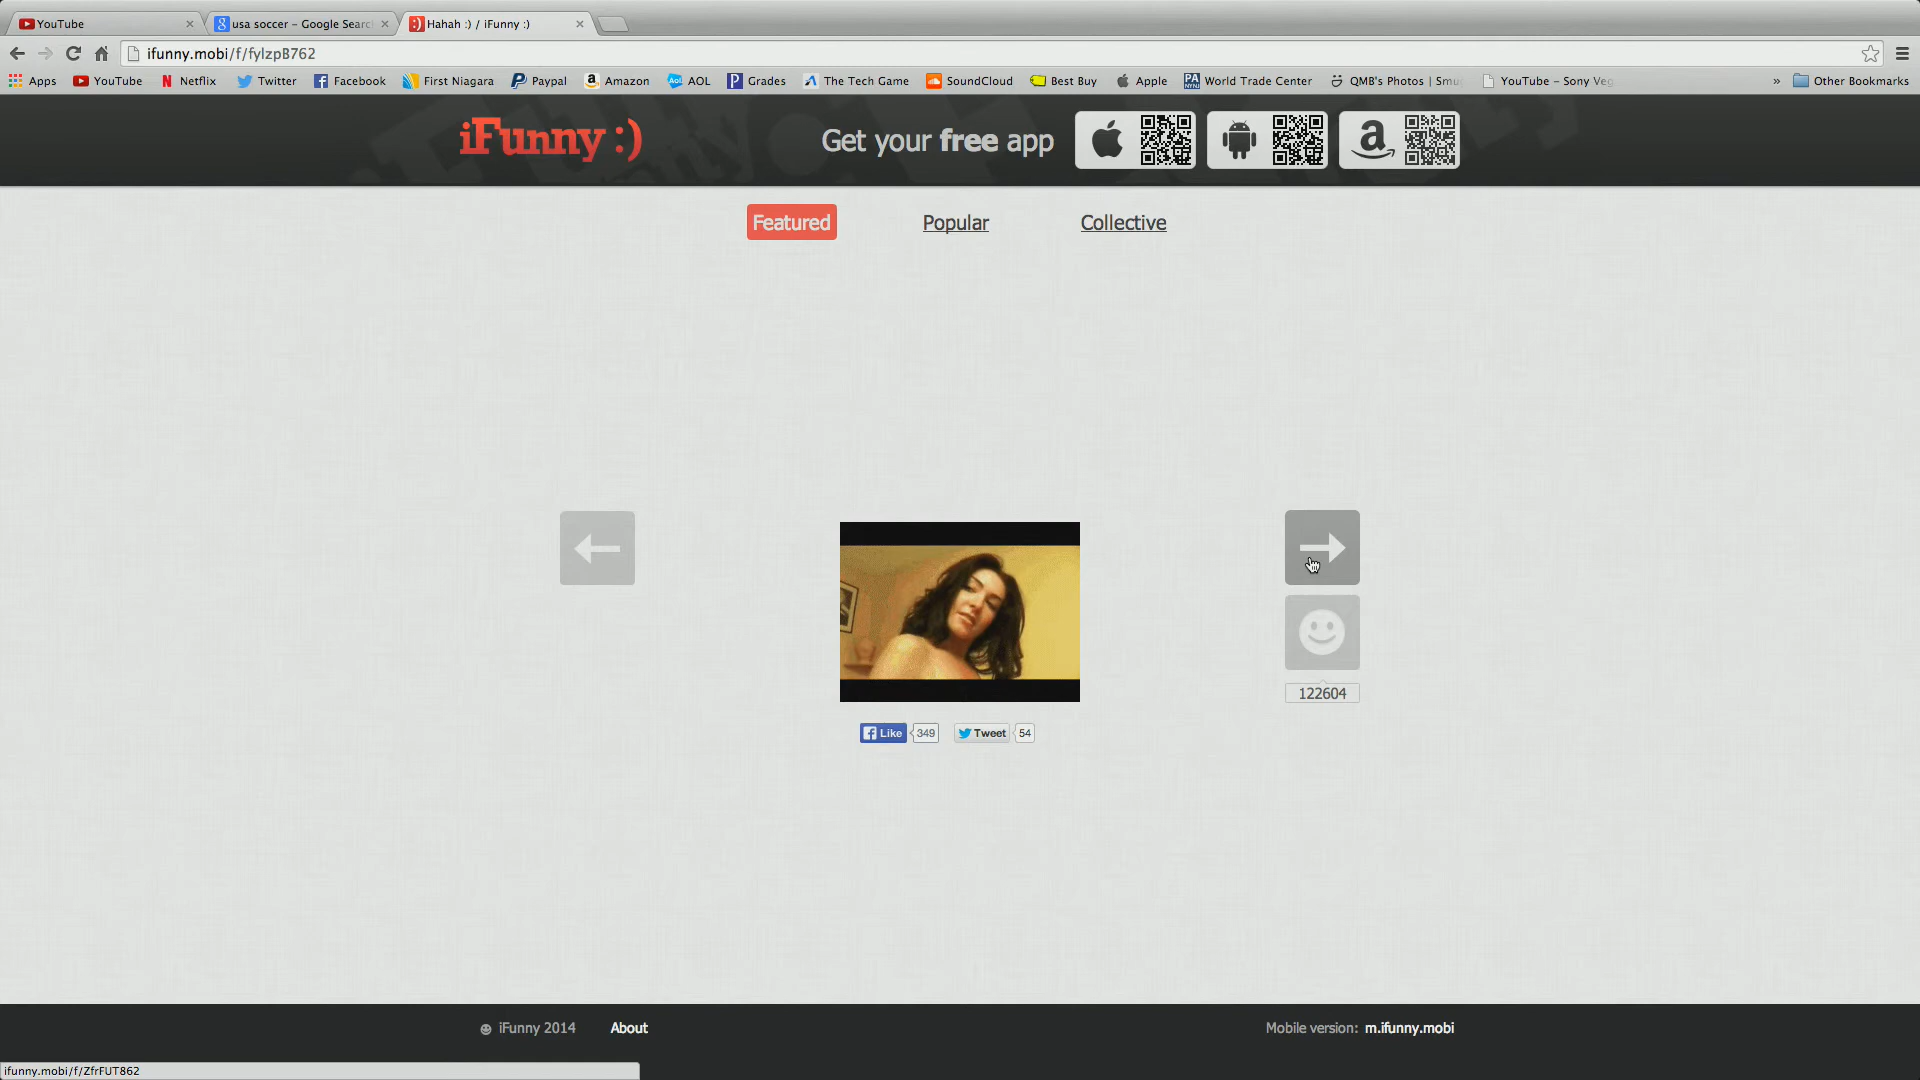 YouTube
usa soccer – Google Searc
Hahah :) / iFunny :)
ifunny.mobi/f/fylzpB762
Apps YouTube Netflix Twitter Facebook First Niagara Paypal Amazon AOL Grades The Tech Game SoundCloud Best Buy Apple World Trade Center QMB's Photos | Smu YouTube – Sony Veg » Other Bookmarks
iFunny :)
Get your free app
Featured Popular Collective
122604
Like 349 Tweet 54
iFunny 2014 About Mobile version: m.ifunny.mobi
ifunny.mobi/f/ZfrFUT862